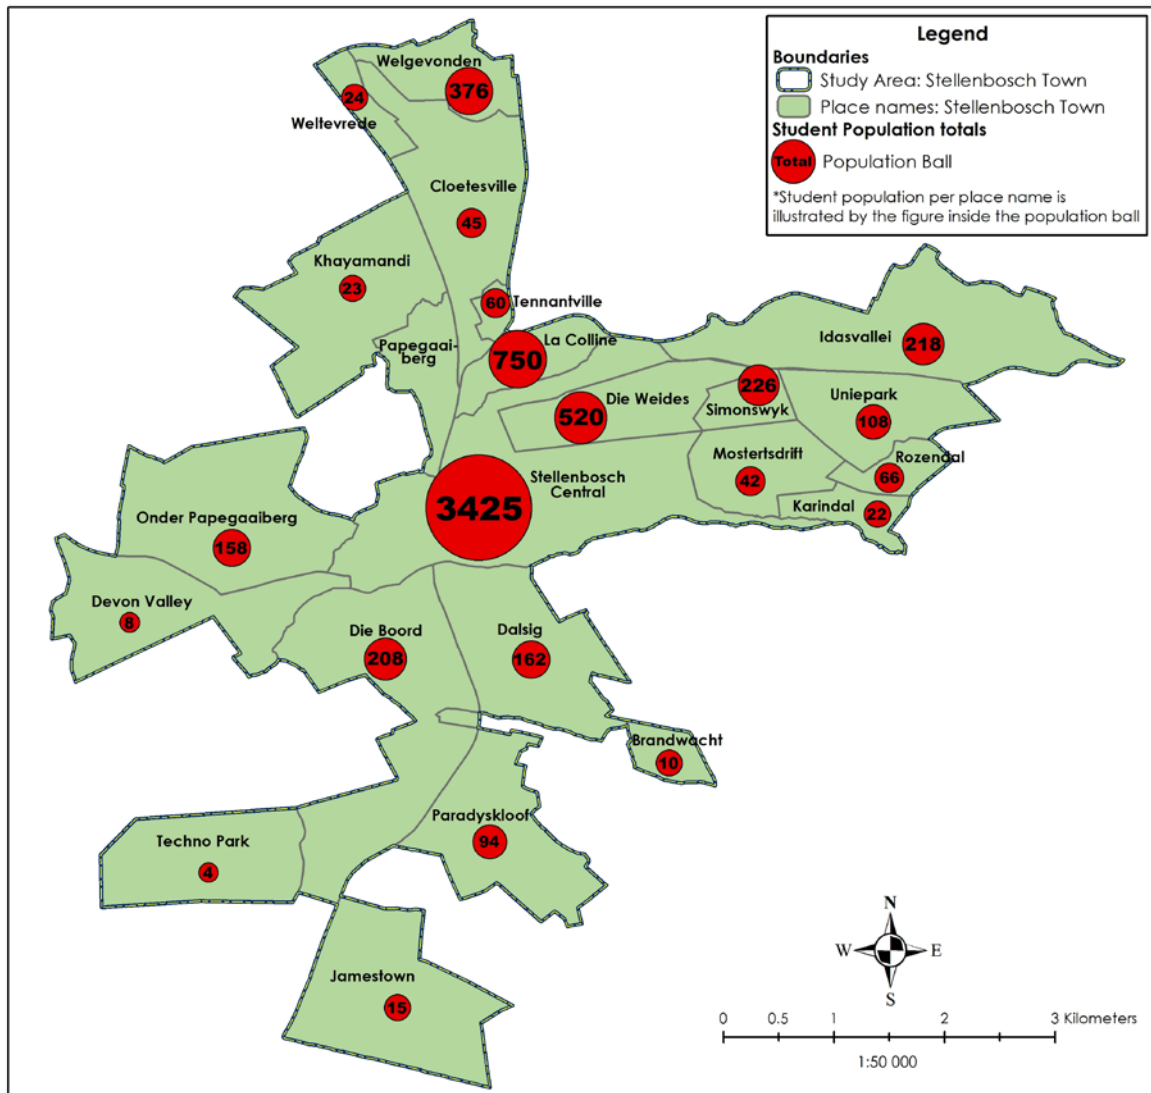 Legend
Boundaries
Study Area: Stellenbosch Town
Place names: Stellenbosch Town
Student Population totals
Total Population Ball
*Student population per place name is
illustrated by the figure inside the population ball
Welgevonden
376
24
Weltevrede
Cloetesville
45
Khayamandi
23
60 Tennantville
Papegaai-
berg
La Colline
750
Idasvallei
218
Die Weides
520
226
Simonswyk
Uniepark
108
Mostertsdrift
42
Rozendal
66
Karindal
22
Stellenbosch
Central
3425
Onder Papegaaiberg
158
Devon Valley
8
Die Boord
208
Dalsig
162
Brandwacht
10
Paradyskloof
94
Techno Park
4
Jamestown
15
N
W E
S
0 0.5 1 2 3 Kilometers
1:50 000